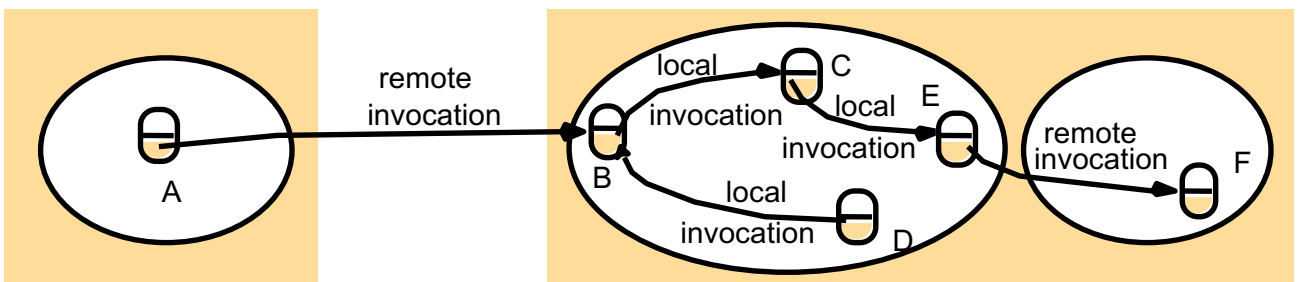 remote
invocation
A
B
local
invocation
C
local
invocation
E
local
invocation
D
remote
invocation
F